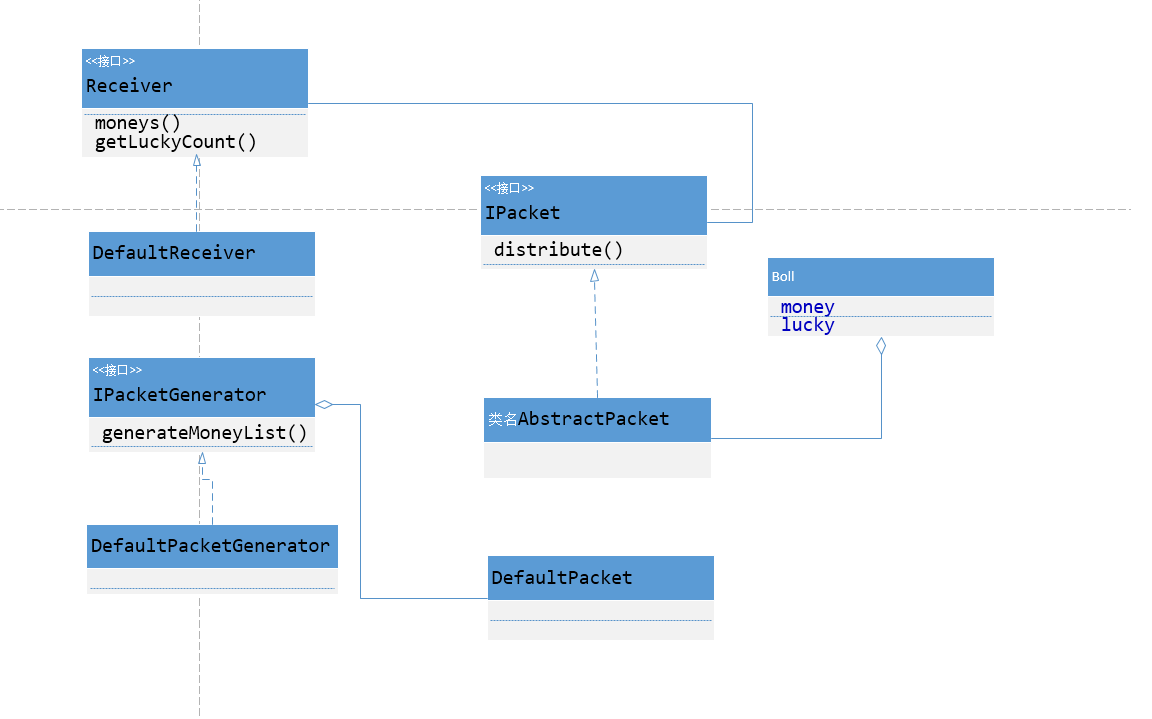 <<接口>>
Receiver
moneys()
getLuckyCount()
<<接口>>
IPacket
distribute()
DefaultReceiver
Boll
money
lucky
<<接口>>
IPacketGenerator
generateMoneyList()
类名AbstractPacket
DefaultPacketGenerator
DefaultPacket